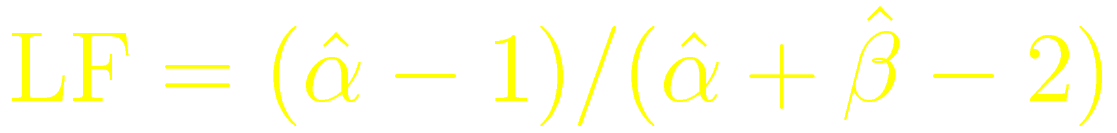 LF = (α̂ − 1)/(α̂ + β̂ − 2)